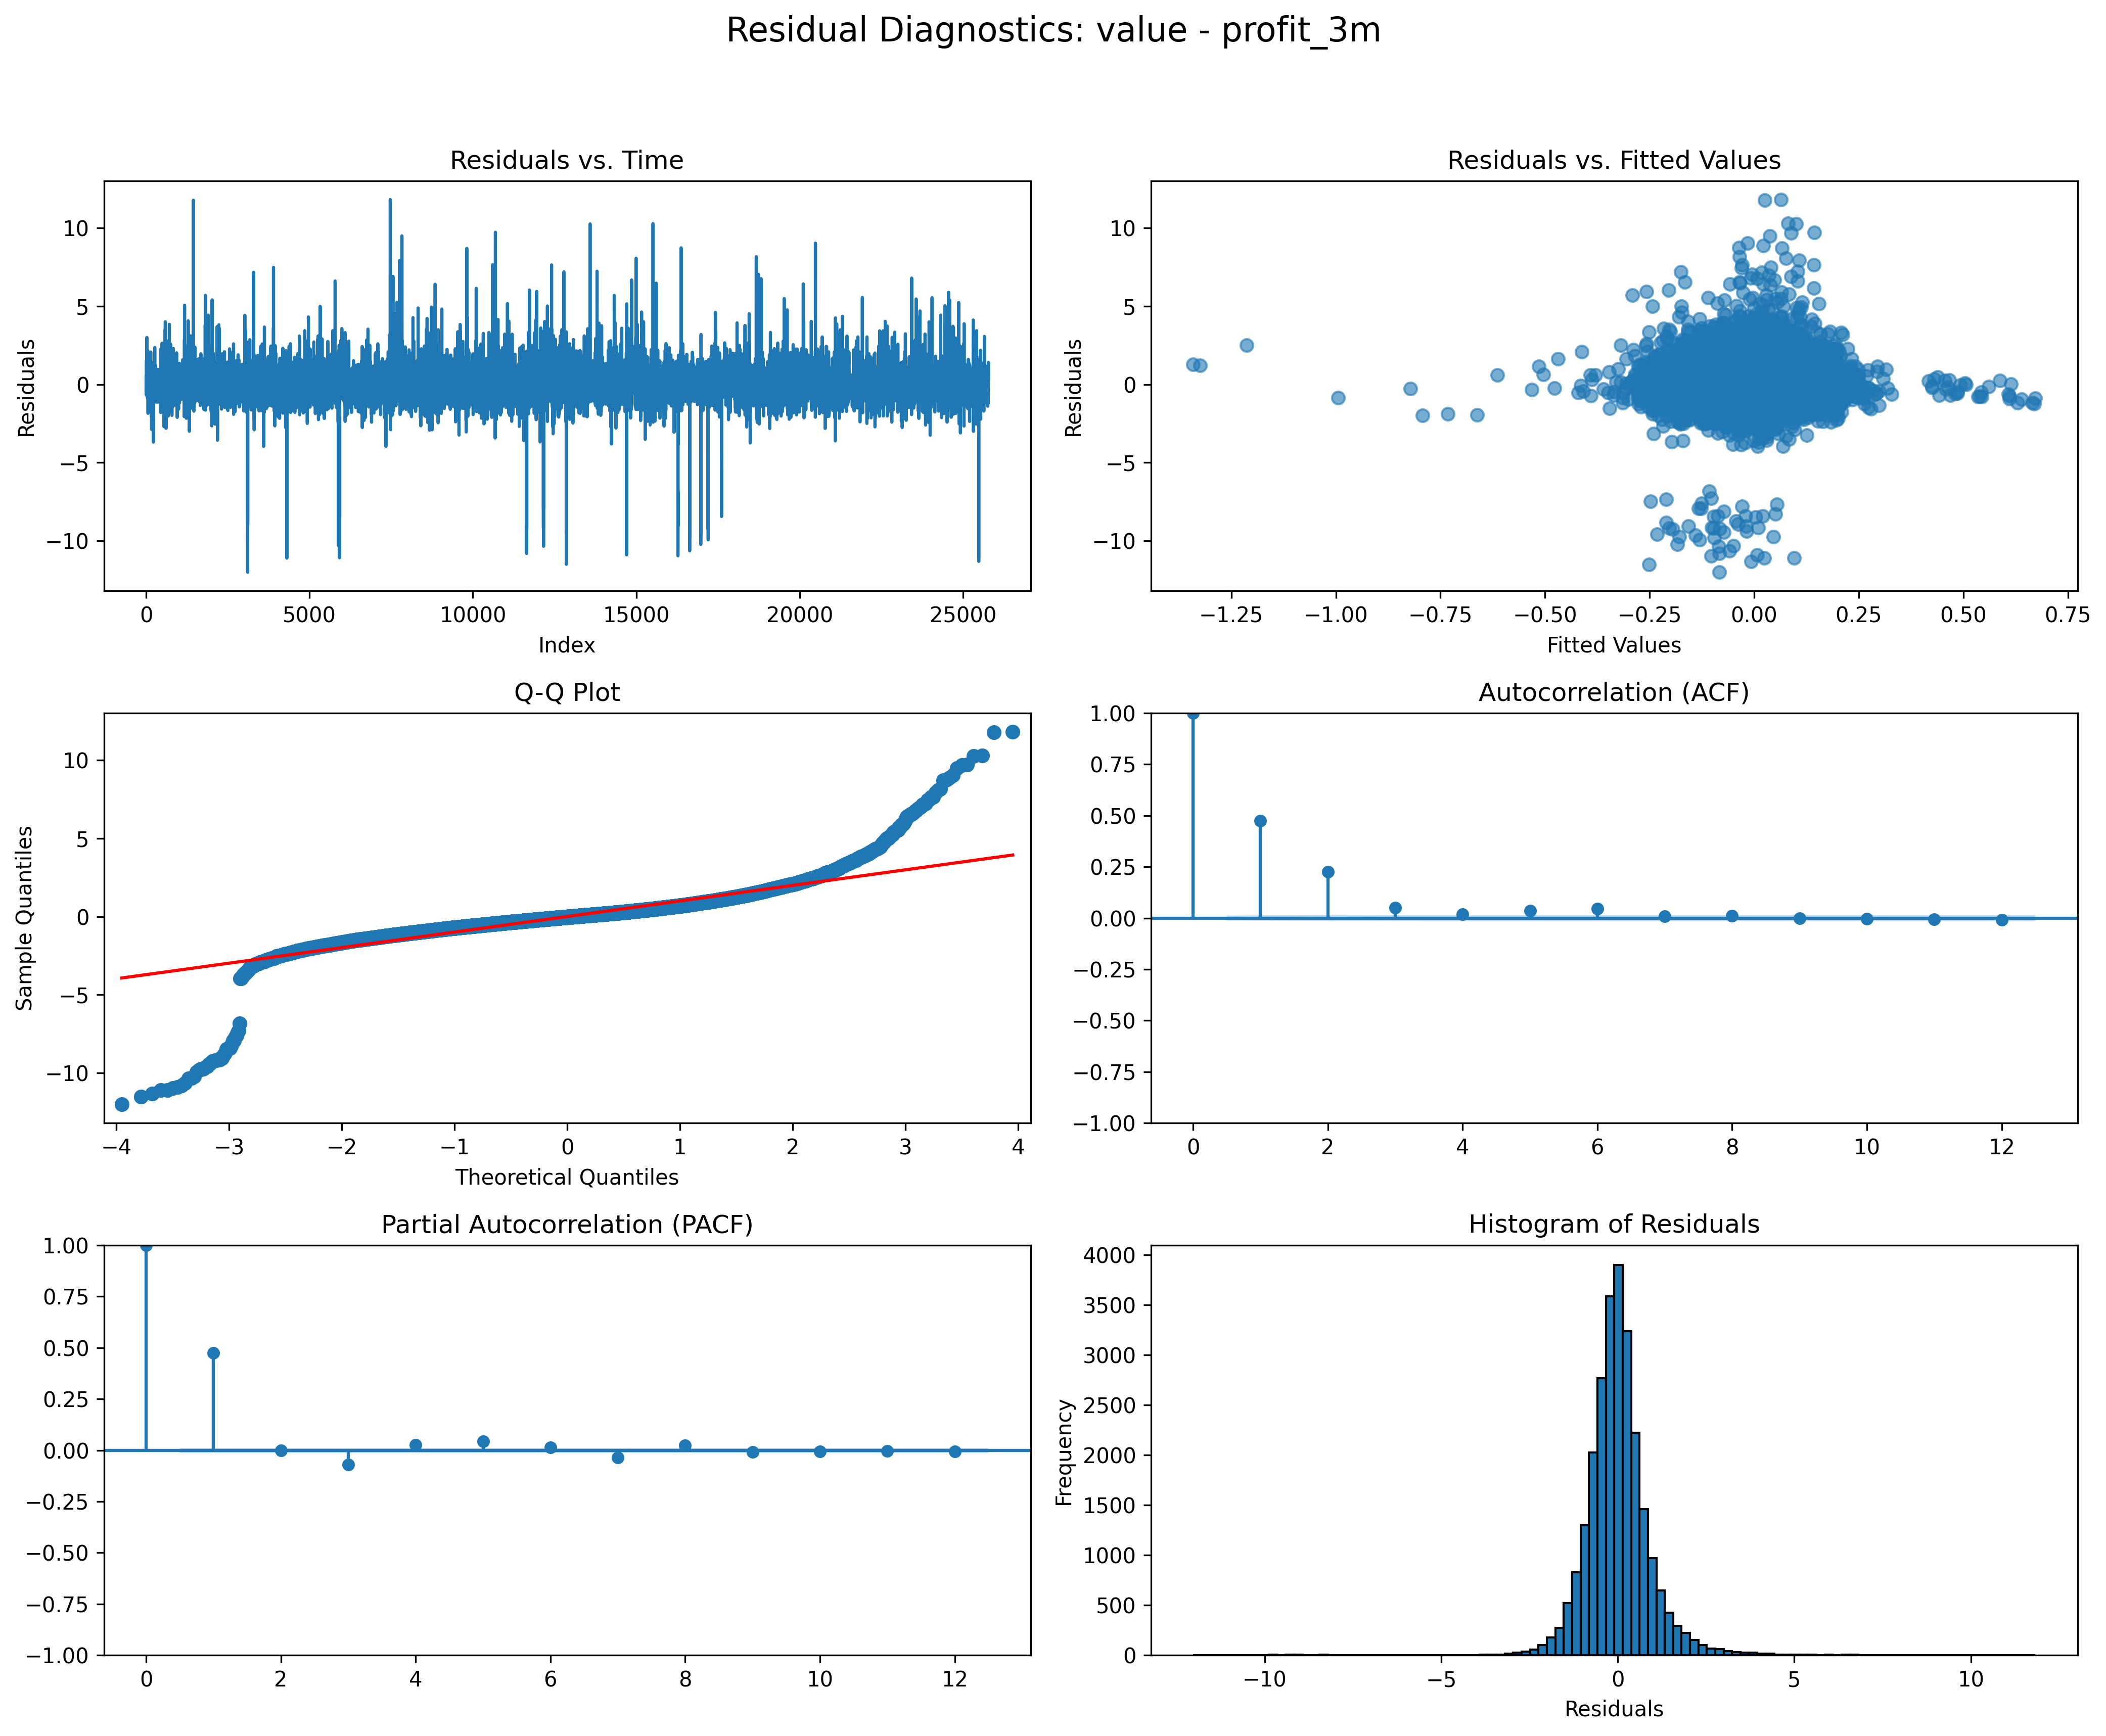 Residual Diagnostics: value - profit_3m
Residuals vs. Time
Residuals
10
5
0
−5
−10
0 5000 10000 15000 20000 25000
Index
Residuals vs. Fitted Values
Residuals
10
5
0
−5
−10
−1.25 −1.00 −0.75 −0.50 −0.25 0.00 0.25 0.50 0.75
Fitted Values
Q-Q Plot
Sample Quantiles
10
5
0
−5
−10
−4 −3 −2 −1 0 1 2 3 4
Theoretical Quantiles
Autocorrelation (ACF)
1.00
0.75
0.50
0.25
0.00
−0.25
−0.50
−0.75
−1.00
0 2 4 6 8 10 12
Partial Autocorrelation (PACF)
1.00
0.75
0.50
0.25
0.00
−0.25
−0.50
−0.75
−1.00
0 2 4 6 8 10 12
Histogram of Residuals
Frequency
4000
3500
3000
2500
2000
1500
1000
500
0
−10 −5 0 5 10
Residuals